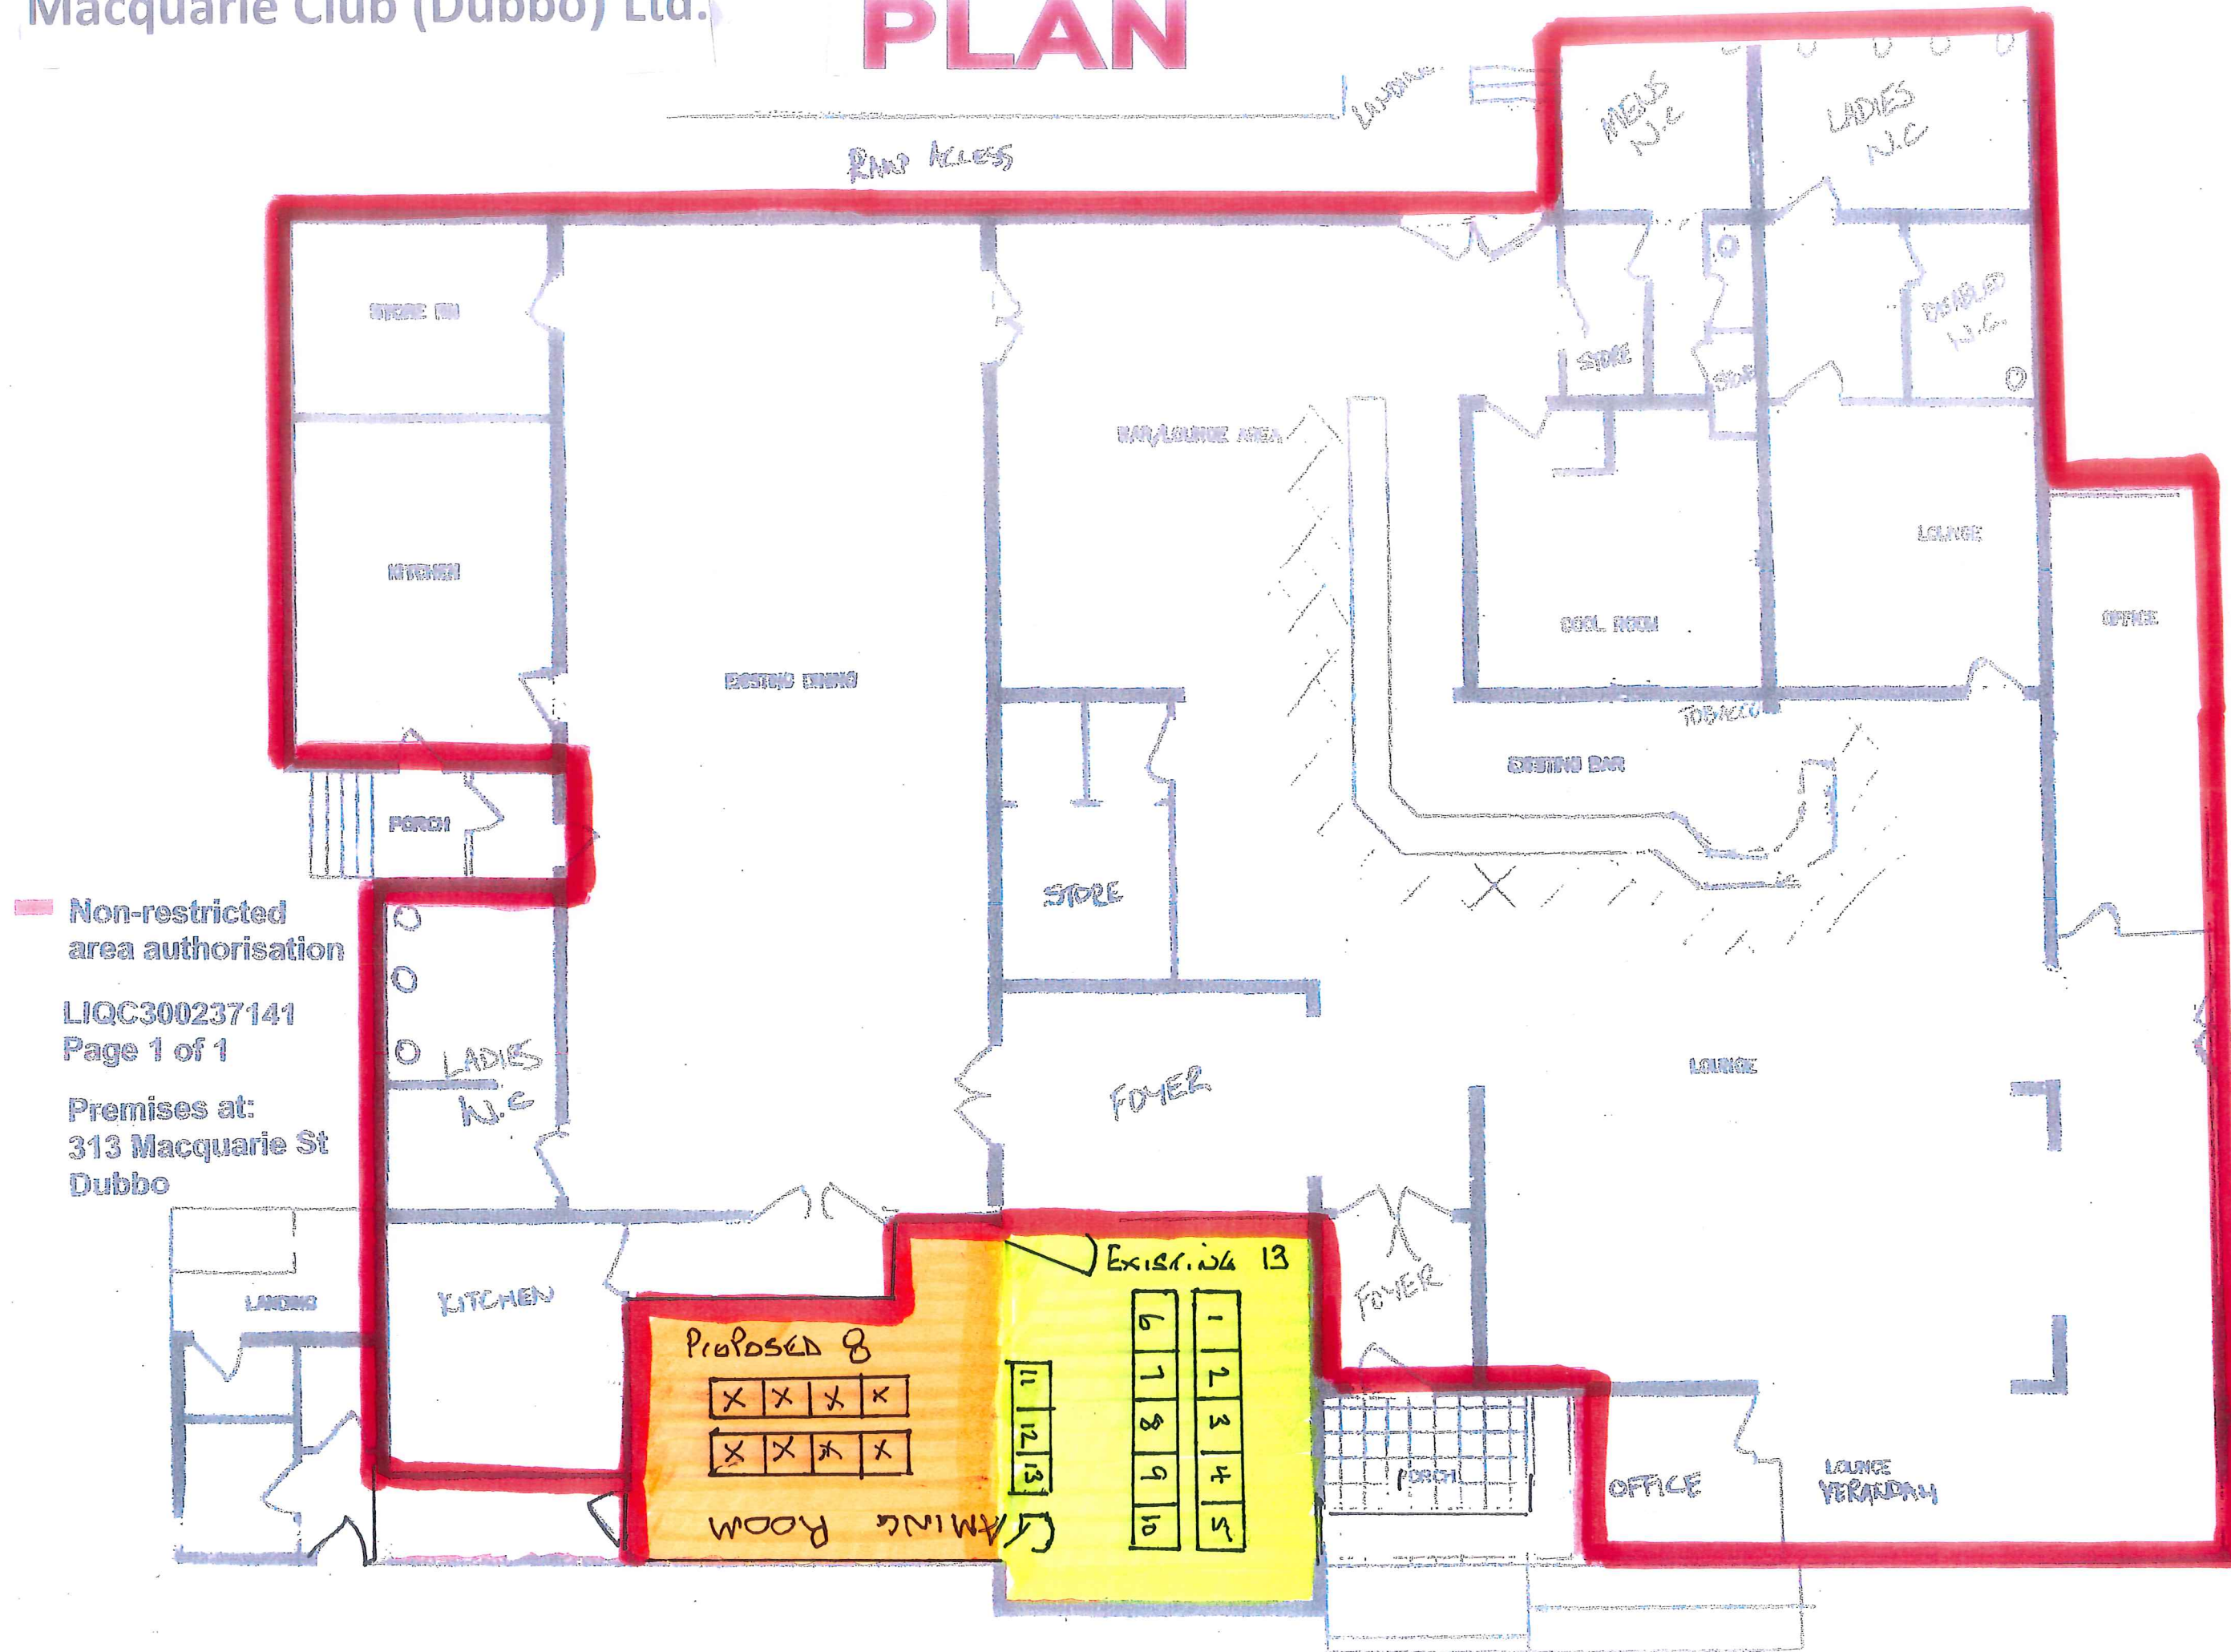 Macquarie Club (Dubbo) Ltd.
PLAN
LANDING
RAMP ACCESS
MENS
W.C
LADIES
W.C
STORE RM
DISABLED
W.C.
STORE
STORE
BAR/LOUNGE AREA
KITCHEN
LOUNGE
OFFICE
COOL ROOM
EXISTING DINING
TOBACCO
EXISTING BAR
PORCH
STORE
Non-restricted
area authorisation
LIQC300237141
Page 1 of 1
Premises at:
313 Macquarie St
Dubbo
LADIES
W.C
FOYER
LOUNGE
EXISTING 13
LANDING
KITCHEN
FOYER
PROPOSED 8
X X X X
X X X X
1 2 3 4 5
6 7 8 9 10
11 12 13
GAMING ROOM
PORCH
OFFICE
LOUNGE
VERANDAH